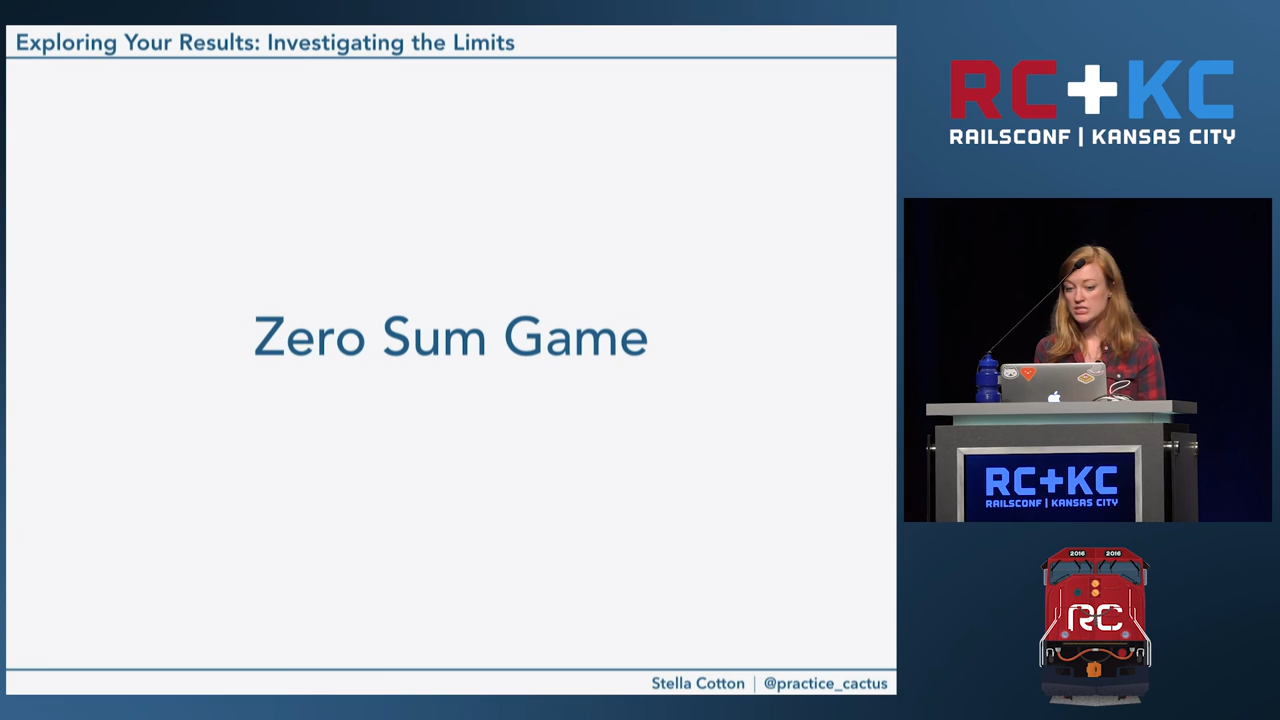 Exploring Your Results: Investigating the Limits
Zero Sum Game
Stella Cotton | @practice_cactus
RC+KC
RAILSCONF | KANSAS CITY
RC+KC
RAILSCONF | KANSAS CITY
2016 2016
RC